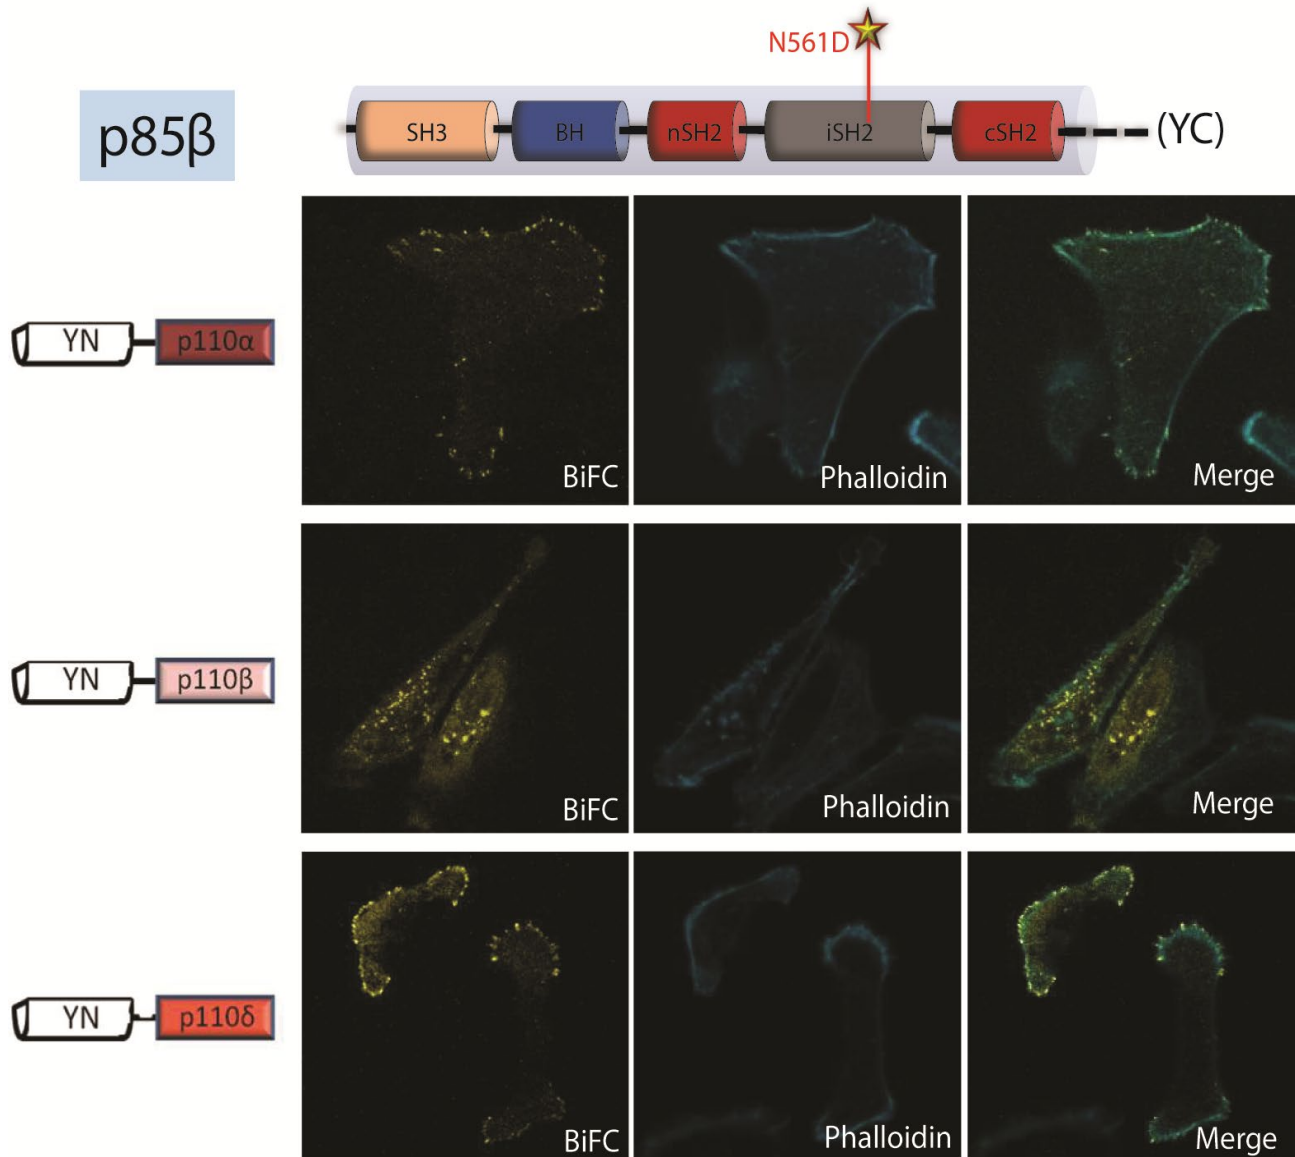 N561D
p85β
SH3
BH
nSH2
iSH2
cSH2
(YC)
YN
p110α
BiFC
Phalloidin
Merge
YN
p110β
BiFC
Phalloidin
Merge
YN
p110δ
BiFC
Phalloidin
Merge